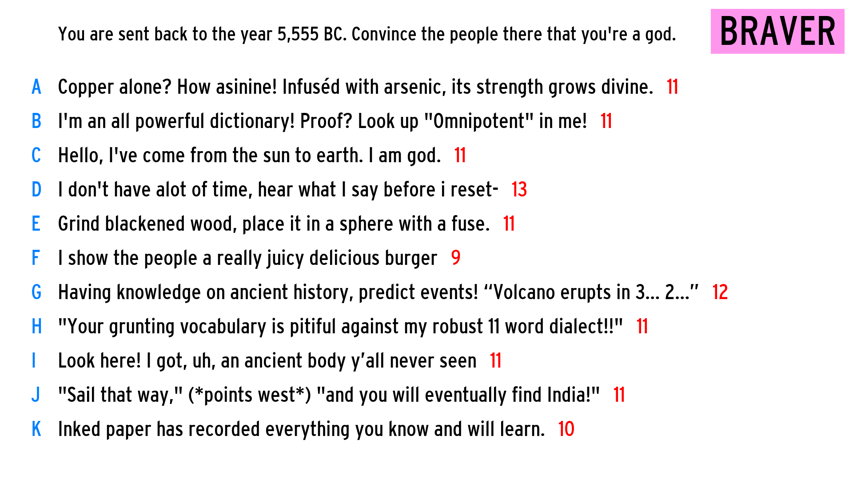 You are sent back to the year 5,555 BC. Convince the people there that you're a god.
BRAVER
A Copper alone? How asinine! Infuséd with arsenic, its strength grows divine. 11
B I'm an all powerful dictionary! Proof? Look up "Omnipotent" in me! 11
C Hello, I've come from the sun to earth. I am god. 11
D I don't have alot of time, hear what I say before i reset- 13
E Grind blackened wood, place it in a sphere with a fuse. 11
F I show the people a really juicy delicious burger 9
G Having knowledge on ancient history, predict events! “Volcano erupts in 3... 2...” 12
H "Your grunting vocabulary is pitiful against my robust 11 word dialect!!" 11
I Look here! I got, uh, an ancient body y’all never seen 11
J "Sail that way," (*points west*) "and you will eventually find India!" 11
K Inked paper has recorded everything you know and will learn. 10